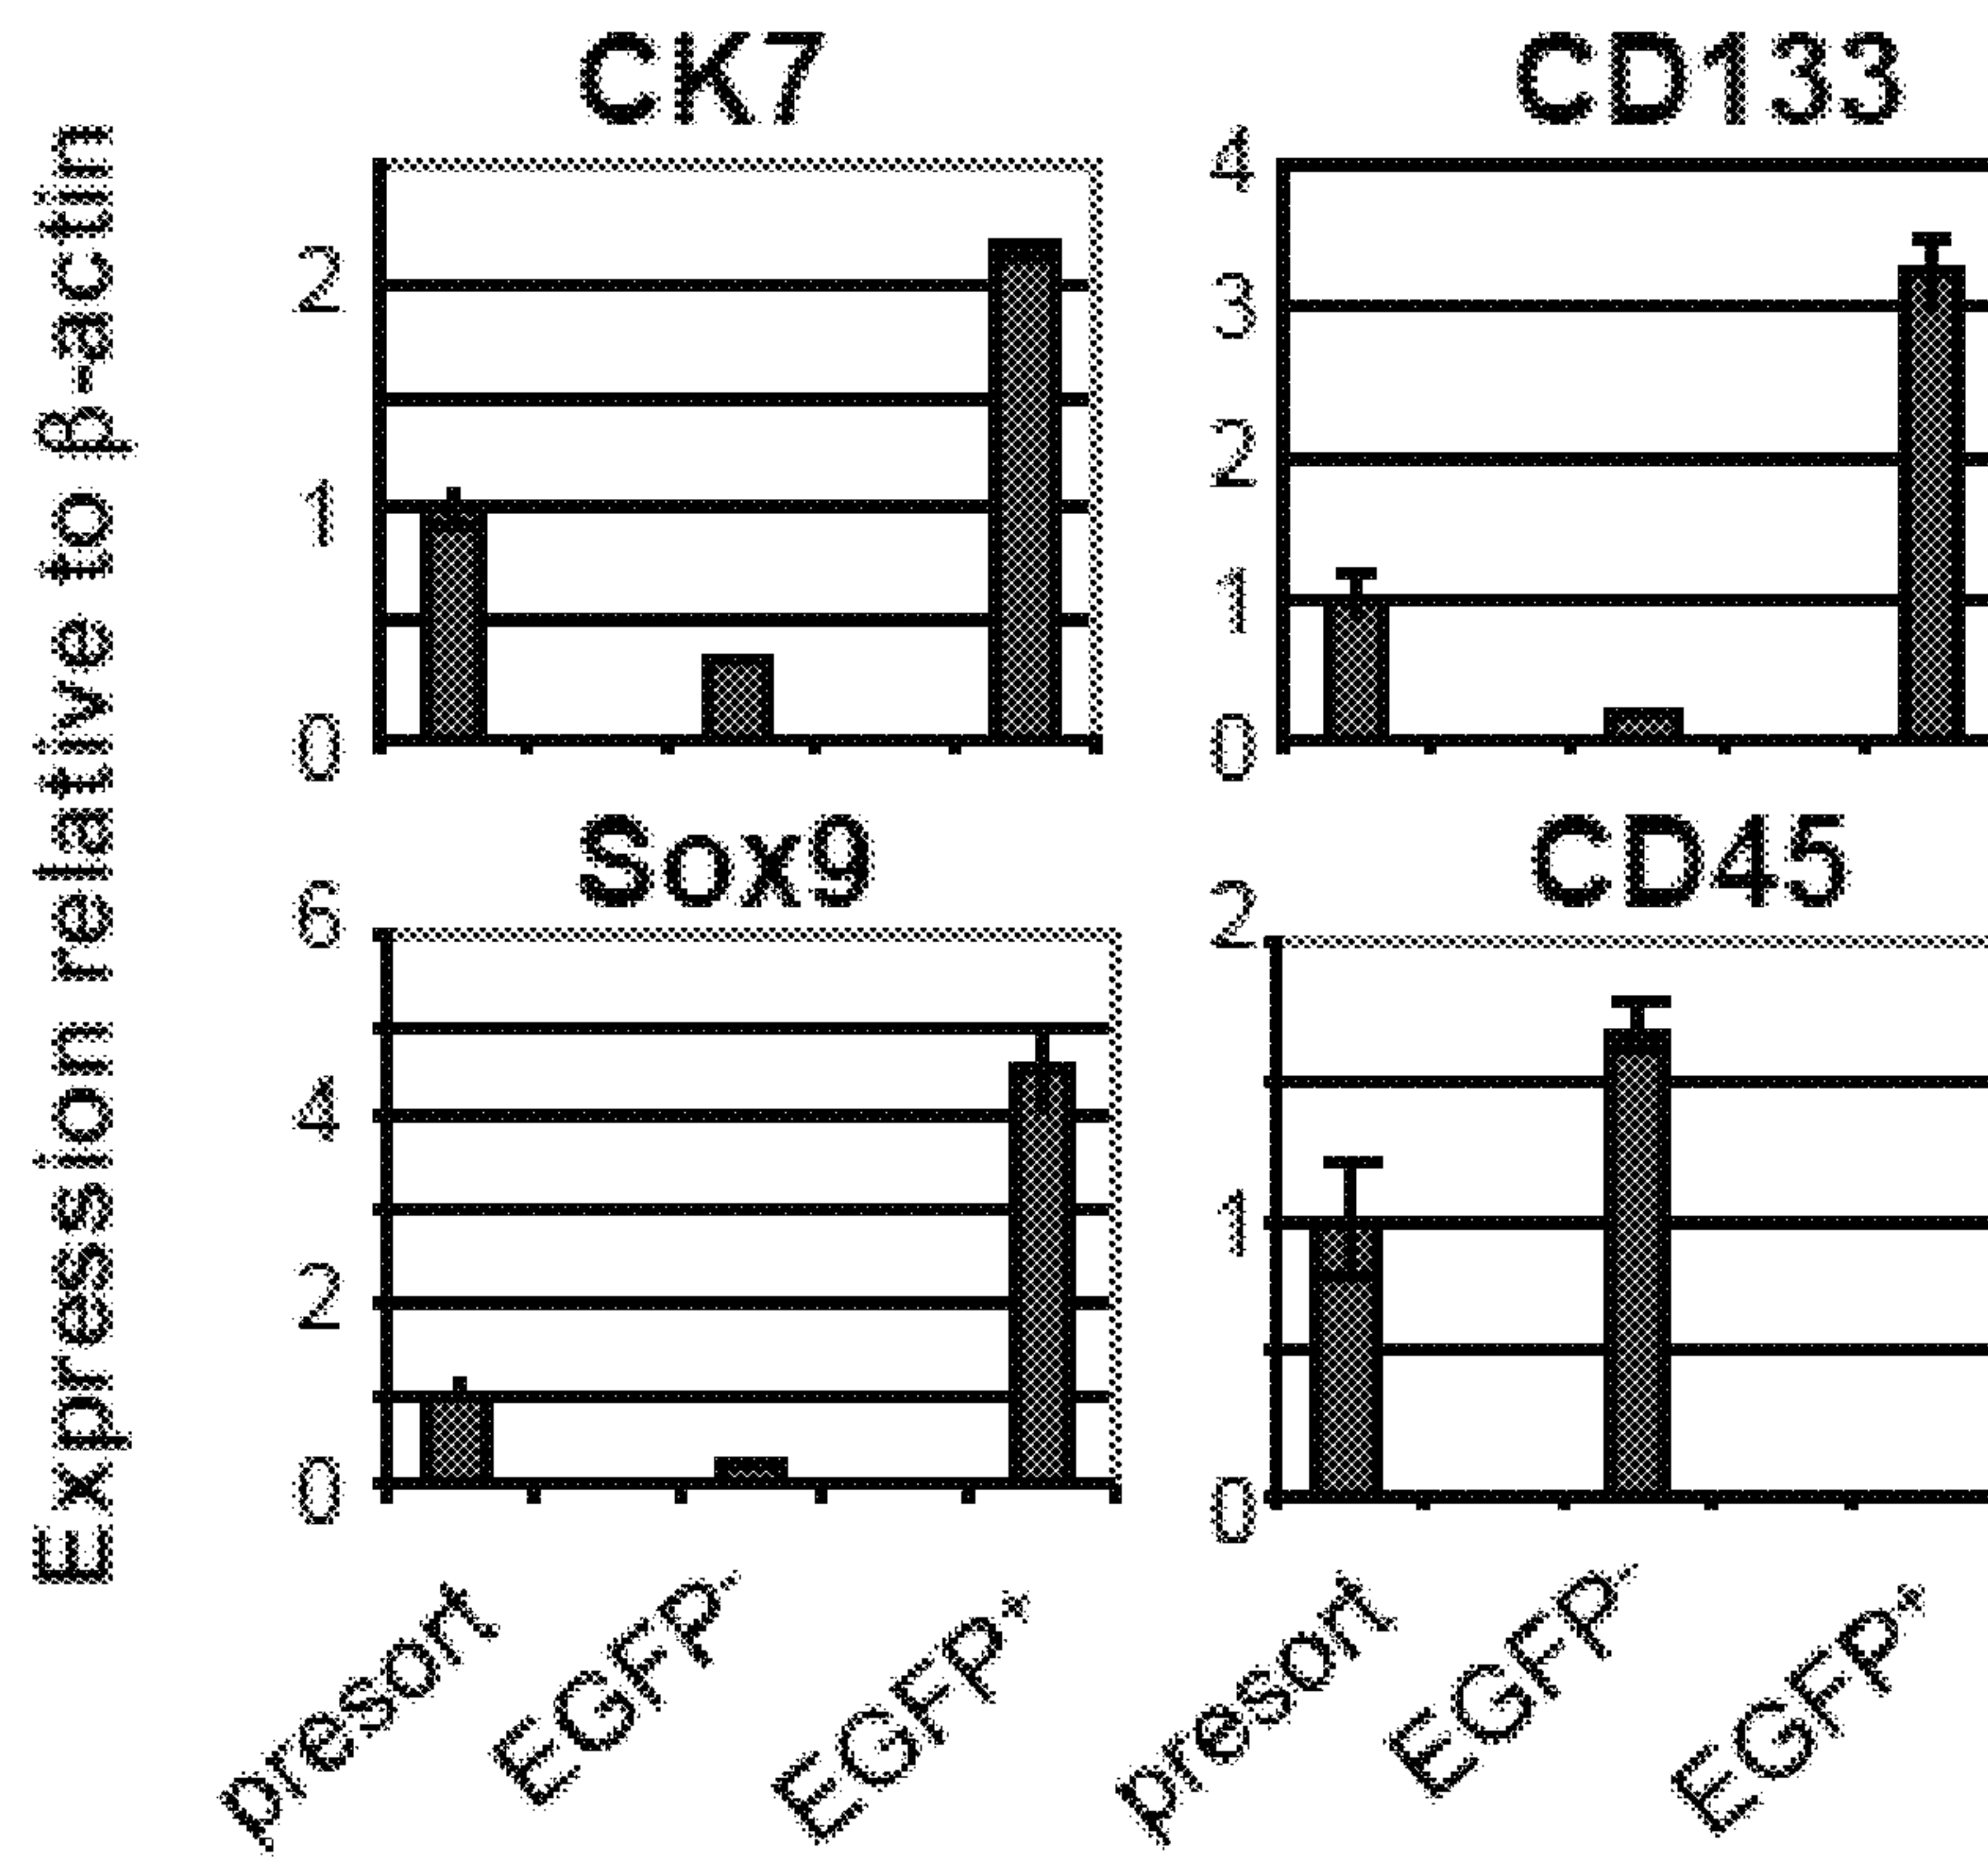 CK7
CD133
Expression relative to β-actin
2
1
0
4
3
2
1
0
Sox9
CD45
6
4
2
0
2
1
0
presort
EGFP-
EGFP+
presort
EGFP-
EGFP+